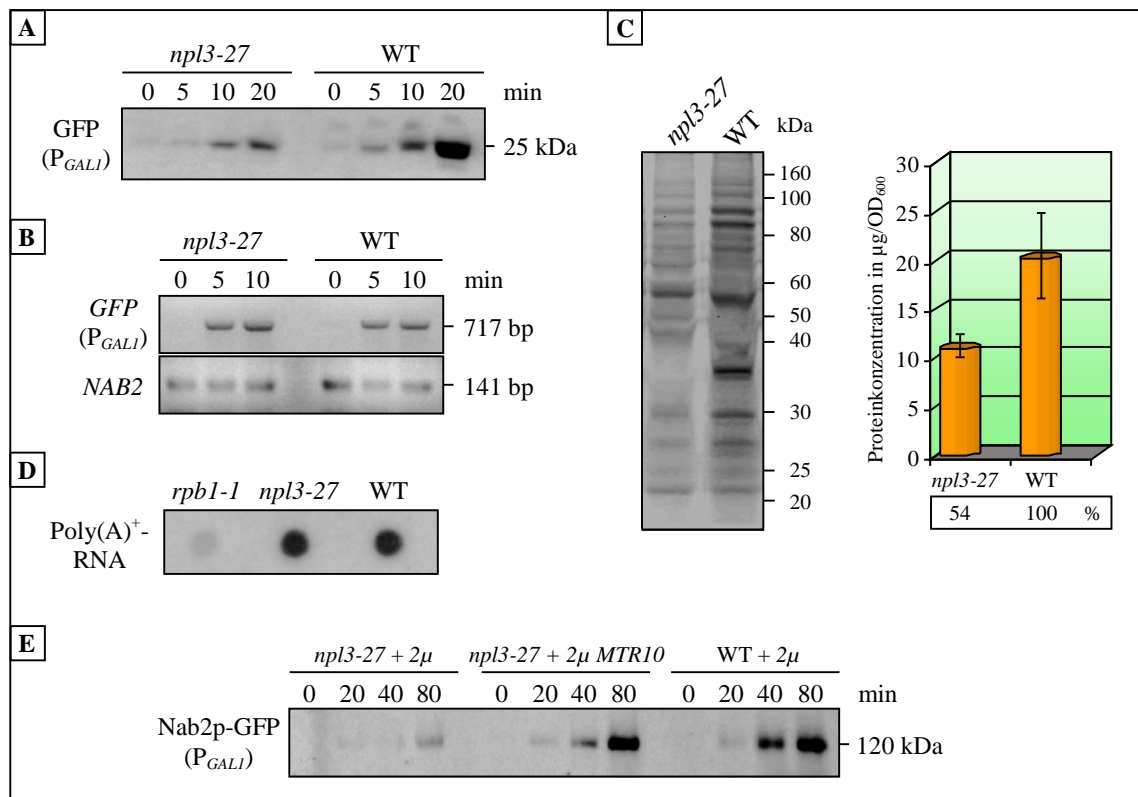 A
npl3-27 WT
0 5 10 20 0 5 10 20 min
GFP
(P_GAL1)
25 kDa
B
npl3-27 WT
0 5 10 0 5 10 min
GFP
(P_GAL1)
717 bp
NAB2
141 bp
C
npl3-27 WT kDa
160
100
80
60
50
40
30
25
20
Proteinkonzentration in µg/OD₆₀₀
30
25
20
15
10
5
0
npl3-27 WT
54 100 %
D
rpb1-1 npl3-27 WT
Poly(A)⁺-
RNA
E
npl3-27 + 2µ npl3-27 + 2µ MTR10 WT + 2µ
0 20 40 80 0 20 40 80 0 20 40 80 min
Nab2p-GFP
(P_GAL1)
120 kDa